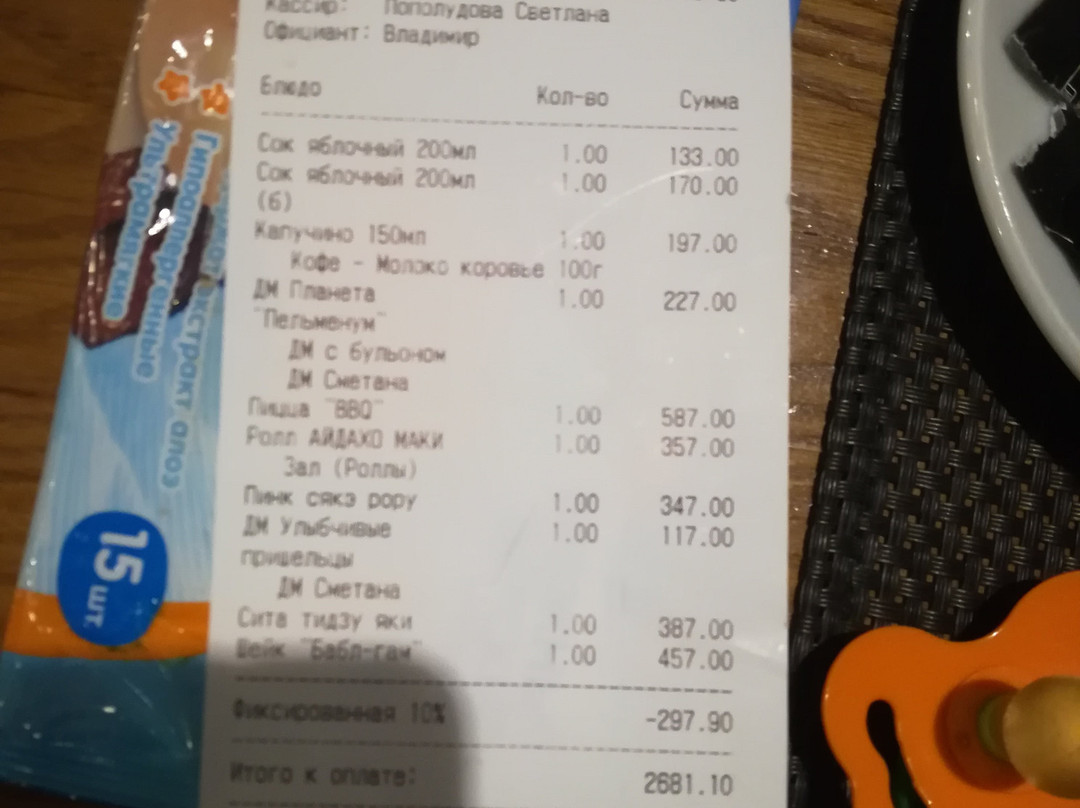 Кассир: Пополудова Светлана
Официант: Владимир
Блюдо Кол-во Сумма
Сок яблочный 200мл 1.00 133.00
Сок яблочный 200мл 1.00 170.00
(б)
Капучино 150мл 1.00 197.00
Кофе - Молоко коровье 100г
ДМ Планета 1.00 227.00
"Пельменум"
ДМ с бульоном
ДМ Сметана
Пицца "BBQ" 1.00 587.00
Ролл АЙДАХО МАКИ 1.00 357.00
Зал (Роллы)
Пинк сякэ рору 1.00 347.00
ДМ Улыбчивые 1.00 117.00
пришельцы
ДМ Сметана
Сита тидзу яки 1.00 387.00
Шейк "Бабл-гам" 1.00 457.00
Фиксированная 10% -297.90
Итого к оплате: 2681.10
Гипоаллергенные
Ультрамягкие
экстракт алоэ
15 шт.